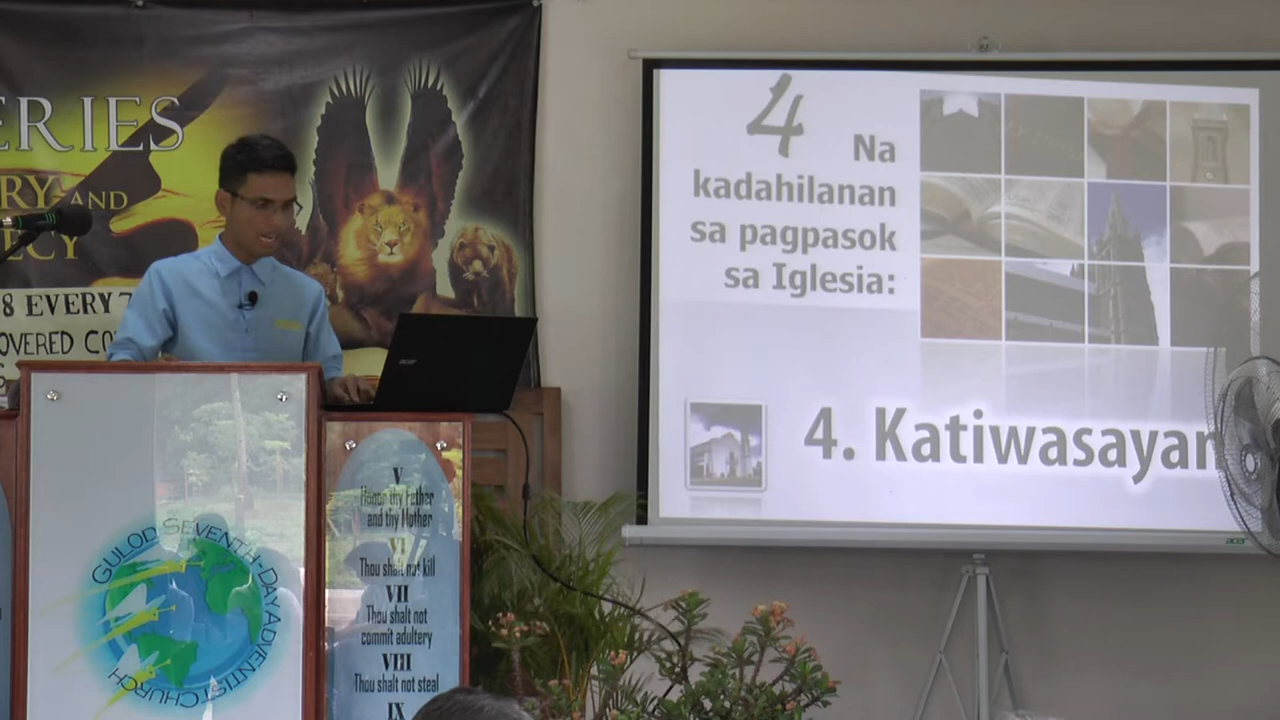 ERIES
RY AND
ECY
8 EVERY 7
OVERED CO
4 Na
kadahilanan
sa pagpasok
sa Iglesia:
4. Katiwasayan
acer
GULOD SEVENTH-DAY ADVENTIST CHURCH
V
Honor thy Father
and thy Mother
VI
Thou shalt not kill
VII
Thou shalt not
commit adultery
VIII
Thou shalt not steal
IX